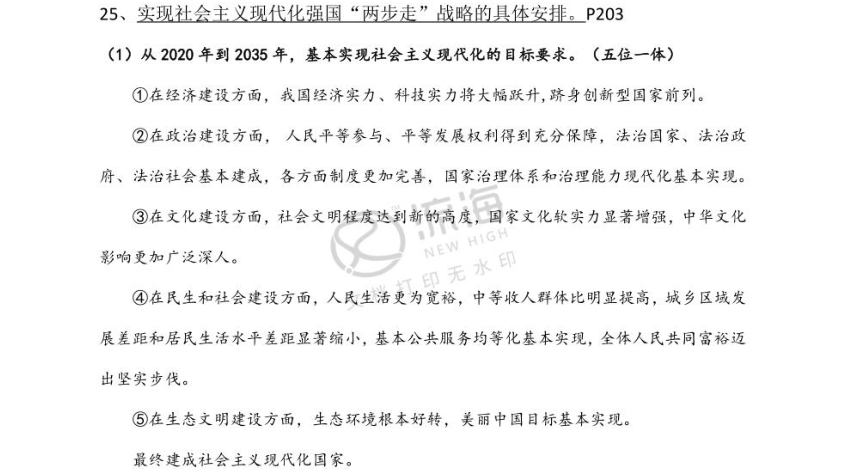 25、实现社会主义现代化强国“两步走”战略的具体安排。P203
（1）从 2020 年到 2035 年，基本实现社会主义现代化的目标要求。（五位一体）
①在经济建设方面，我国经济实力、科技实力将大幅跃升,跻身创新型国家前列。
②在政治建设方面， 人民平等参与、平等发展权利得到充分保障，法治国家、法治政
府、法治社会基本建成，各方面制度更加完善，国家治理体系和治理能力现代化基本实现。
③在文化建设方面，社会文明程度达到新的高度，国家文化软实力显著增强，中华文化
影响更加广泛深人。
④在民生和社会建设方面，人民生活更为宽裕，中等收人群体比明显提高，城乡区域发
展差距和居民生活水平差距显著缩小，基本公共服务均等化基本实现，全体人民共同富裕迈
出坚实步伐。
⑤在生态文明建设方面，生态环境根本好转，美丽中国目标基本实现。
最终建成社会主义现代化国家。
流海
NEW HIGH
文档打印无水印